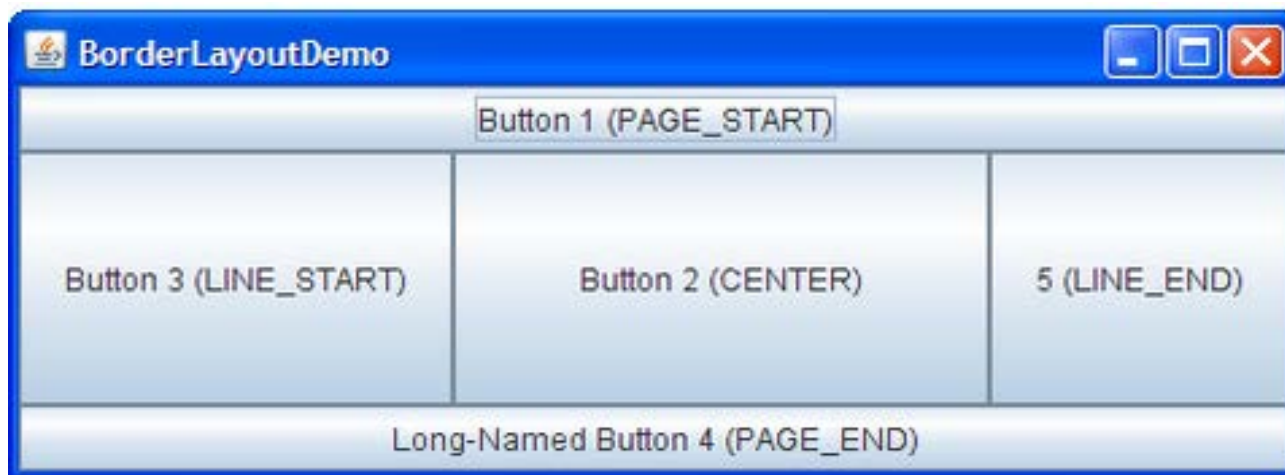 BorderLayoutDemo
Button 1 (PAGE_START)
Button 3 (LINE_START)
Button 2 (CENTER)
5 (LINE_END)
Long-Named Button 4 (PAGE_END)